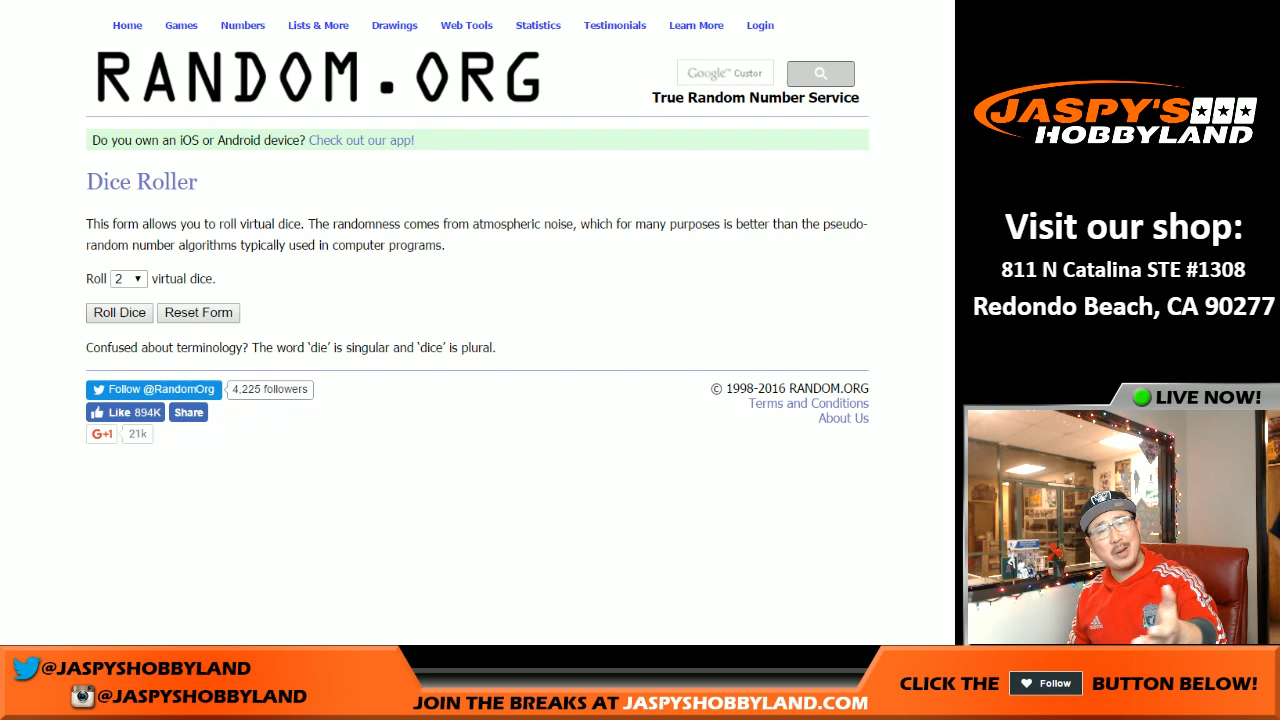 Home Games Numbers Lists & More Drawings Web Tools Statistics Testimonials Learn More Login
RANDOM.ORG
Google™ Custor
True Random Number Service
Do you own an iOS or Android device? Check out our app!
Dice Roller
This form allows you to roll virtual dice. The randomness comes from atmospheric noise, which for many purposes is better than the pseudo-
random number algorithms typically used in computer programs.
Roll 2 virtual dice.
Roll Dice Reset Form
Confused about terminology? The word ‘die’ is singular and ‘dice’ is plural.
Follow @RandomOrg 4,225 followers
Like 894K Share
G+1 21k
© 1998-2016 RANDOM.ORG
Terms and Conditions
About Us
JASPY'S
HOBBYLAND
Visit our shop:
811 N Catalina STE #1308
Redondo Beach, CA 90277
LIVE NOW!
@JASPYSHOBBYLAND
@JASPYSHOBBYLAND
JOIN THE BREAKS AT JASPYSHOBBYLAND.COM
CLICK THE Follow BUTTON BELOW!